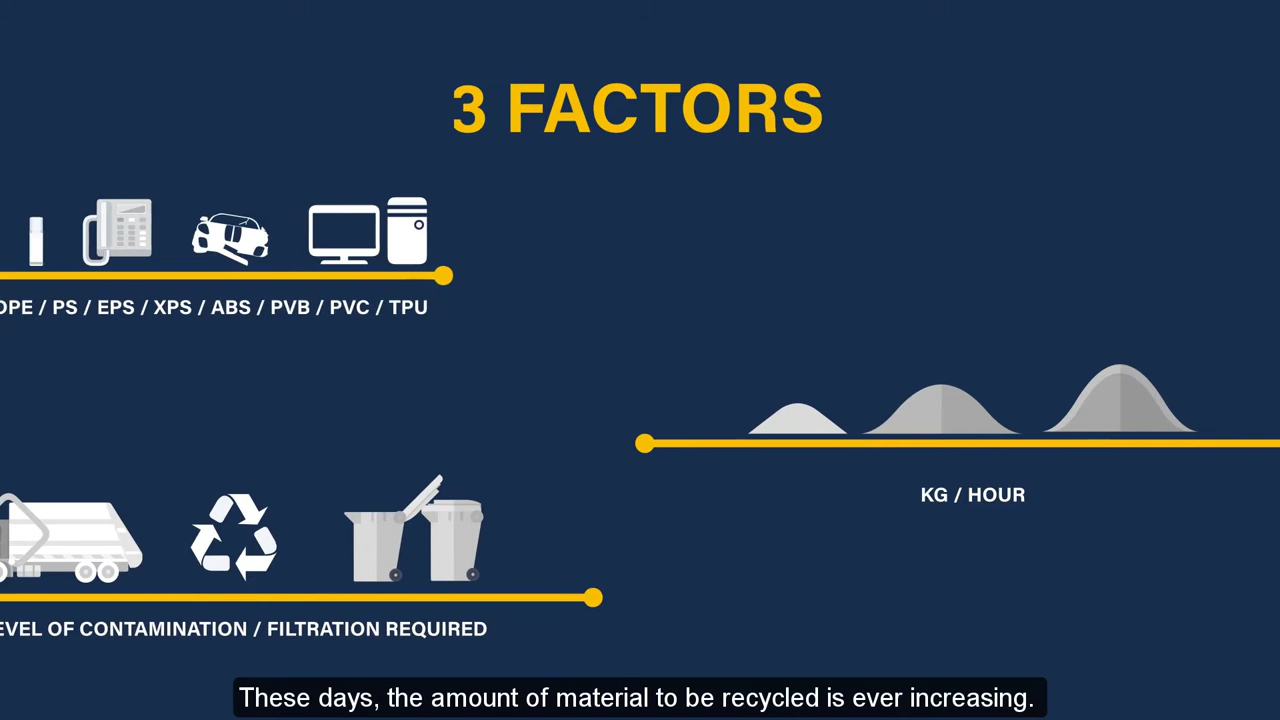 3 FACTORS
DPE / PS / EPS / XPS / ABS / PVB / PVC / TPU
KG / HOUR
EVEL OF CONTAMINATION / FILTRATION REQUIRED
These days, the amount of material to be recycled is ever increasing.